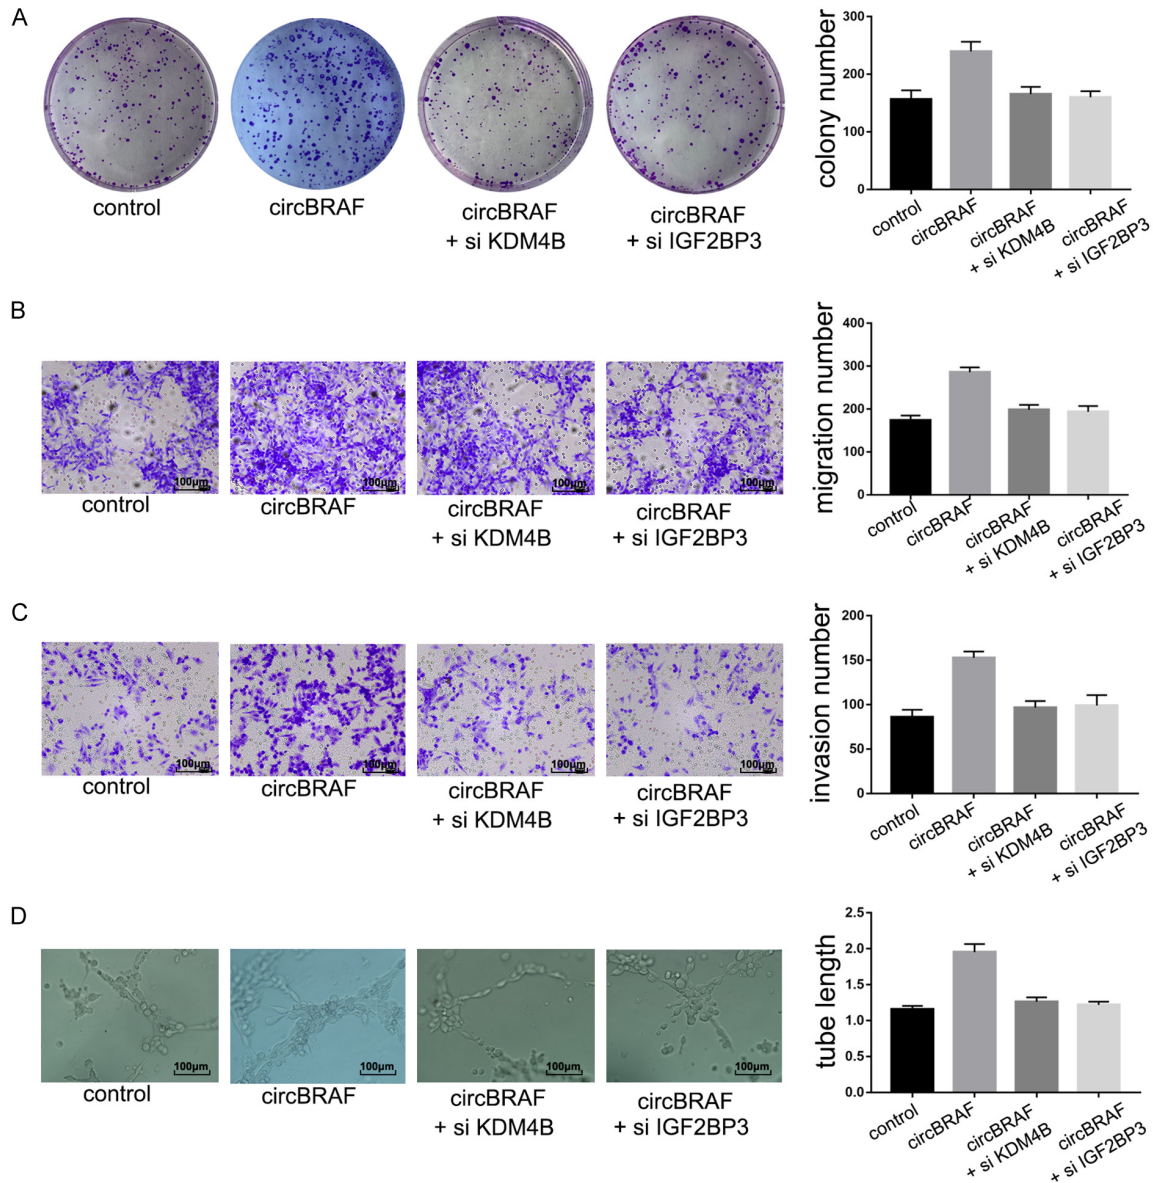 A
control
circBRAF
circBRAF
+ si KDM4B
circBRAF
+ si IGF2BP3
colony number
300
200
100
0
control
circBRAF
circBRAF
+ si KDM4B
circBRAF
+ si IGF2BP3
B
100μm
100μm
100μm
100μm
control
circBRAF
circBRAF
+ si KDM4B
circBRAF
+ si IGF2BP3
migration number
400
300
200
100
0
control
circBRAF
circBRAF
+ si KDM4B
circBRAF
+ si IGF2BP3
C
100μm
100μm
100μm
100μm
control
circBRAF
circBRAF
+ si KDM4B
circBRAF
+ si IGF2BP3
invasion number
200
150
100
50
0
control
circBRAF
circBRAF
+ si KDM4B
circBRAF
+ si IGF2BP3
D
100μm
100μm
100μm
100μm
control
circBRAF
circBRAF
+ si KDM4B
circBRAF
+ si IGF2BP3
tube length
2.5
2.0
1.5
1.0
0.5
0.0
control
circBRAF
circBRAF
+ si KDM4B
circBRAF
+ si IGF2BP3